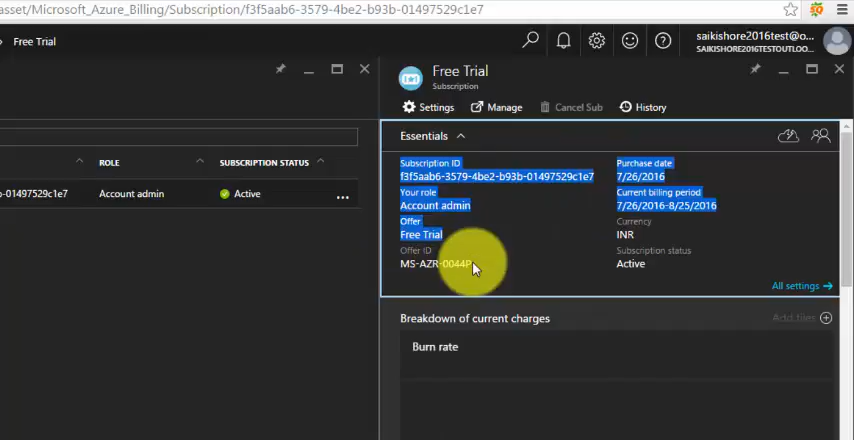 asset/Microsoft_Azure_Billing/Subscription/f3f5aab6-3579-4be2-b93b-01497529c1e7
Free Trial
saikishore2016test@o...
SAIKISHORE2016TESTOUTLOO...
Free Trial
Subscription
Settings
Manage
Cancel Sub
History
Essentials
ROLE
SUBSCRIPTION STATUS
b-01497529c1e7
Account admin
Active
...
Subscription ID
f3f5aab6-3579-4be2-b93b-01497529c1e7
Your role
Account admin
Offer
Free Trial
Offer ID
MS-AZR-0044P
Purchase date
7/26/2016
Current billing period
7/26/2016-8/25/2016
Currency
INR
Subscription status
Active
All settings
Breakdown of current charges
Add tiles
Burn rate